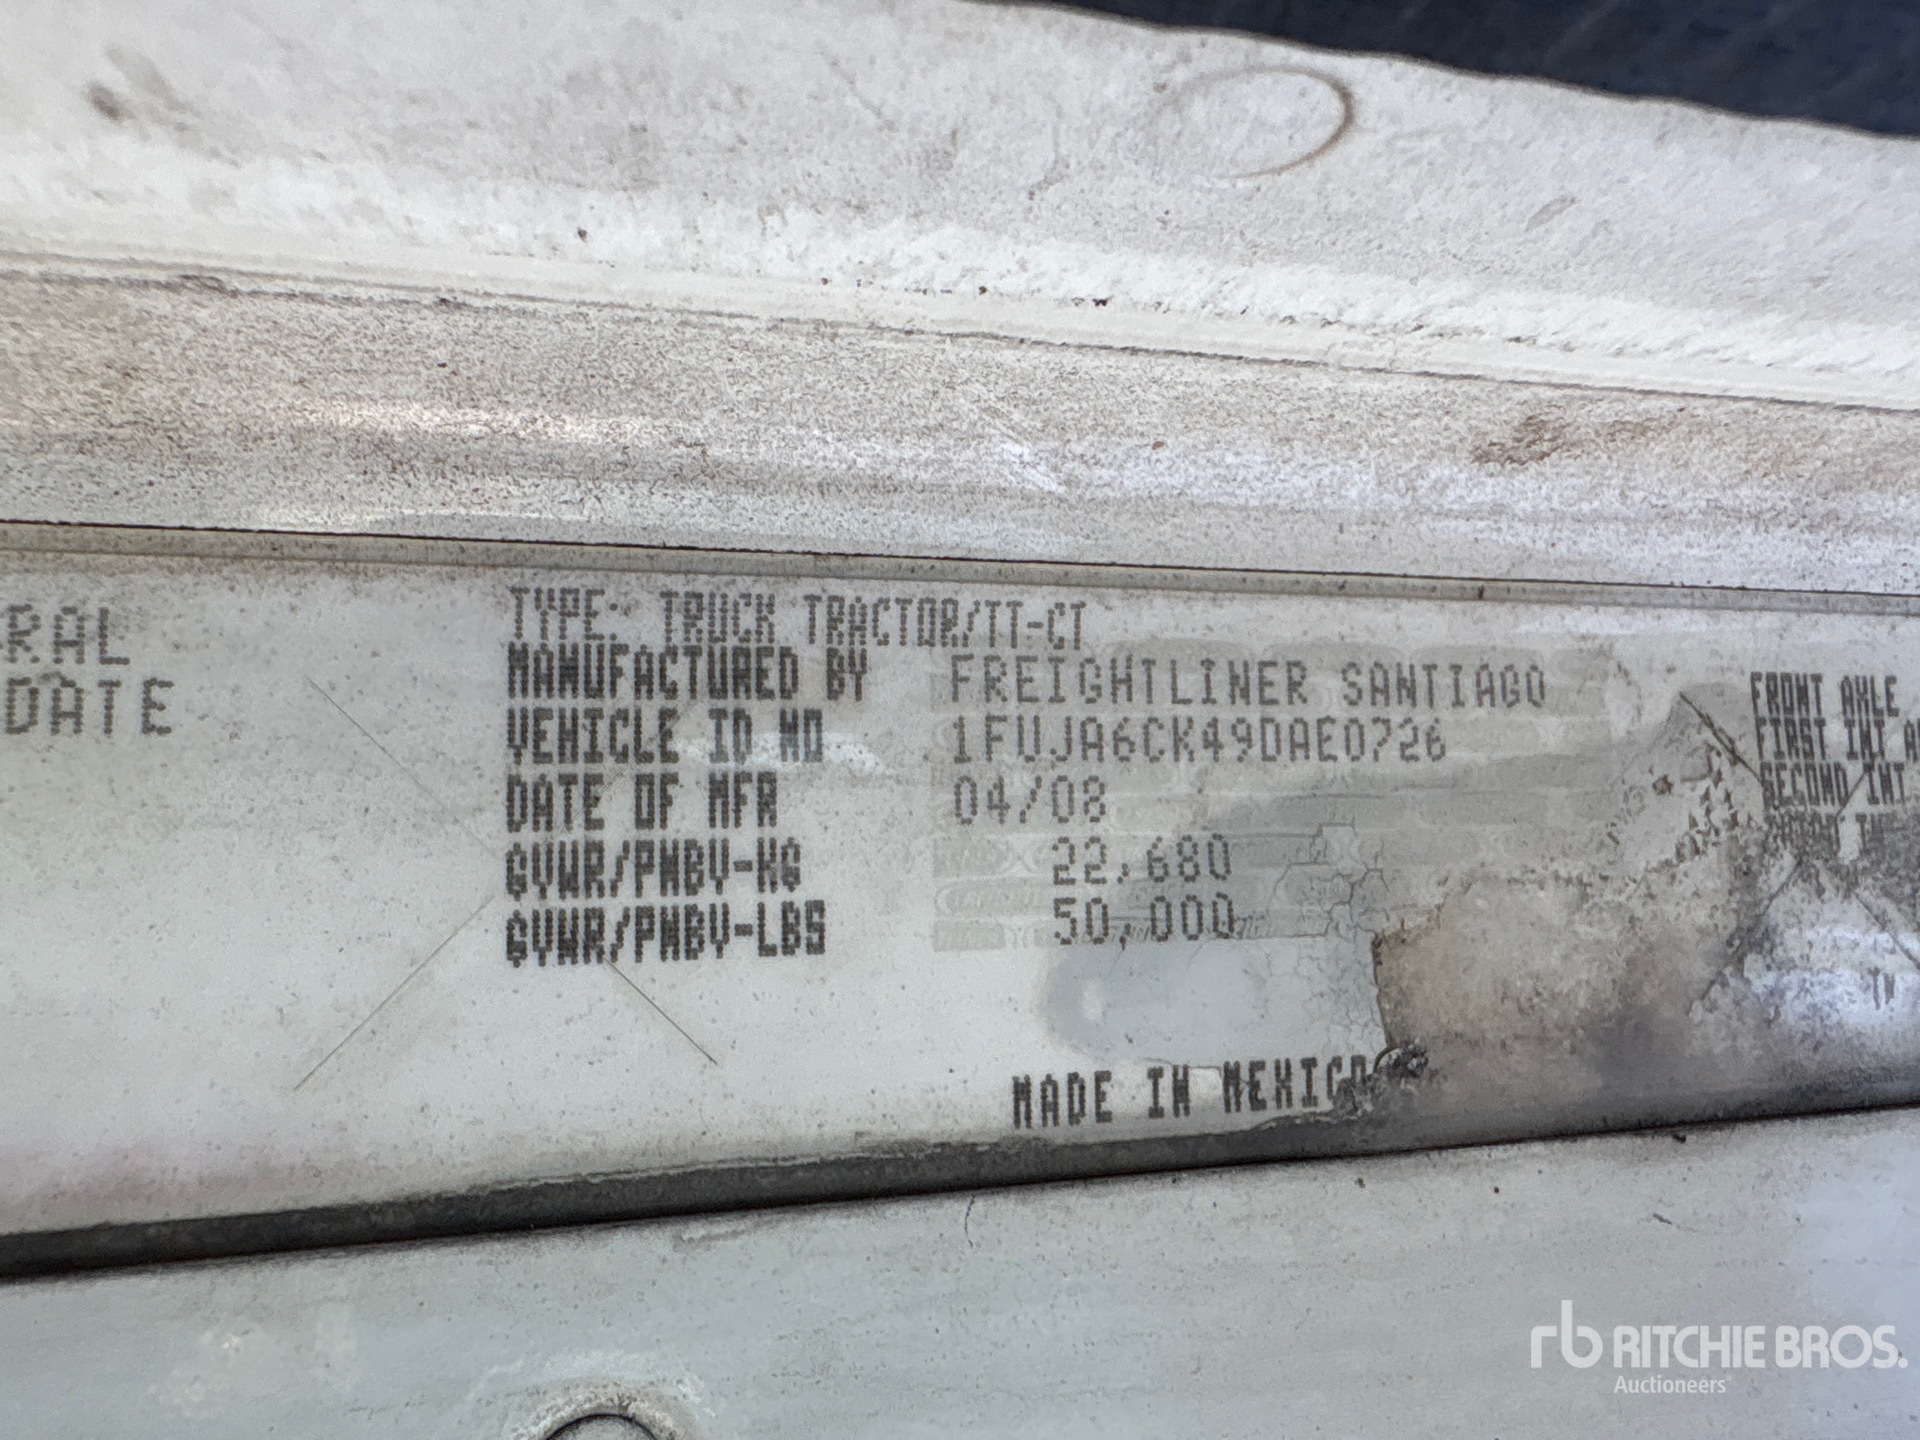 RAL
DATE
TYPE: TRUCK TRACTOR/TT-CT
MANUFACTURED BY FREIGHTLINER SANTIAGO
VEHICLE ID NO 1FUJA6CK49DAE0726
DATE OF MFR 04/08
GVWR/PNBV-KG 22,680
GVWR/PNBV-LBS 50,000
MADE IN MEXICO
FRONT AXLE
FIRST INT A
SECOND INT
rb RITCHIE BROS.
Auctioneers